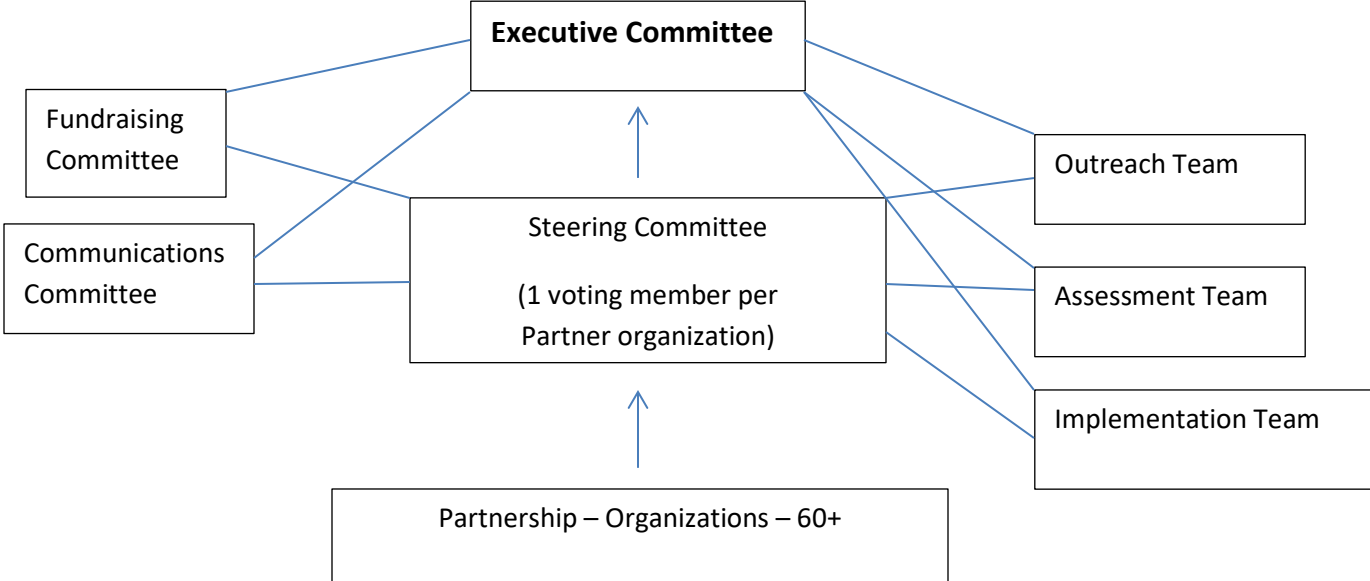 Executive Committee
Fundraising
Committee
Communications
Committee
Steering Committee
(1 voting member per
Partner organization)
Outreach Team
Assessment Team
Implementation Team
Partnership – Organizations – 60+